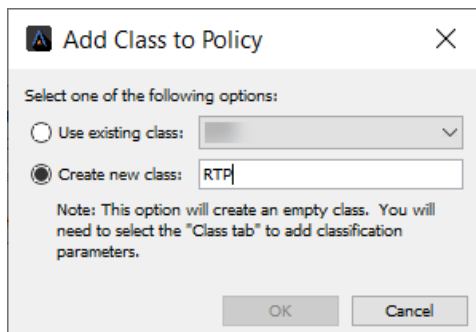 Add Class to Policy
Select one of the following options:
Use existing class:
Create new class: RTP
Note: This option will create an empty class. You will
need to select the "Class tab" to add classification
parameters.
OK Cancel